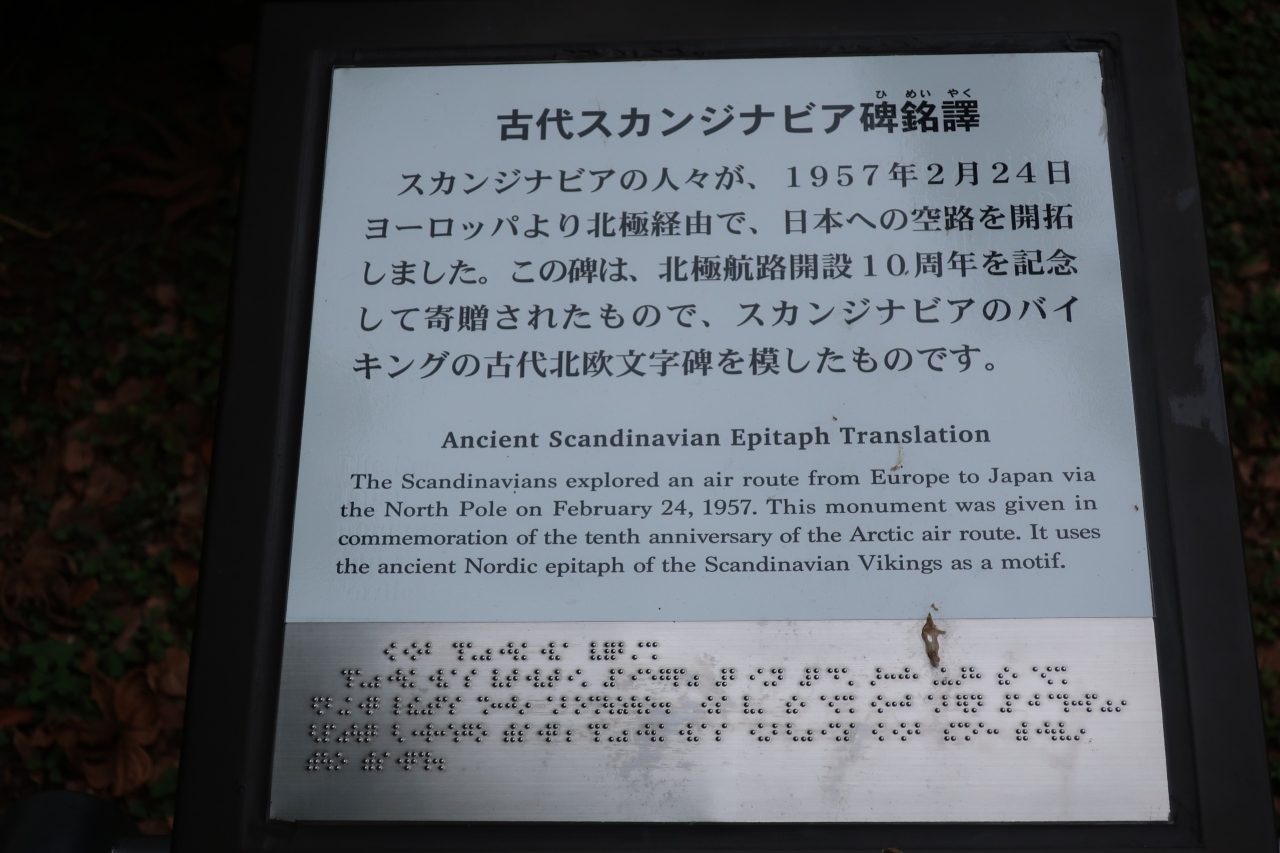 ひ めい やく
古代スカンジナビア碑銘譯
スカンジナビアの人々が、1957年2月24日
ヨーロッパより北極経由で、日本への空路を開拓
しました。この碑は、北極航路開設10周年を記念
して寄贈されたもので、スカンジナビアのバイ
キングの古代北欧文字碑を模したものです。
Ancient Scandinavian Epitaph Translation
The Scandinavians explored an air route from Europe to Japan via
the North Pole on February 24, 1957. This monument was given in
commemoration of the tenth anniversary of the Arctic air route. It uses
the ancient Nordic epitaph of the Scandinavian Vikings as a motif.